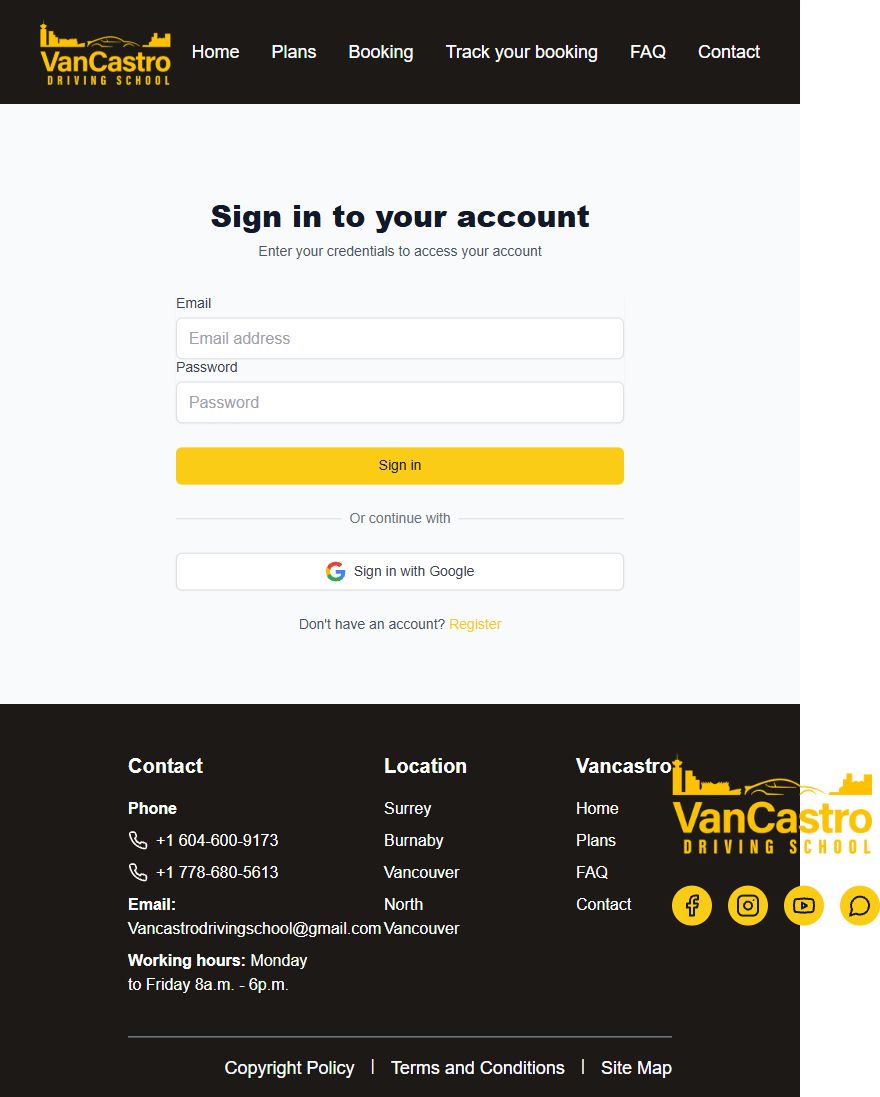 VanCastro
DRIVING SCHOOL
Home Plans Booking Track your booking FAQ Contact
Sign in to your account
Enter your credentials to access your account
Email
Email address
Password
Password
Sign in
Or continue with
Sign in with Google
Don't have an account? Register
Contact
Phone
+1 604-600-9173
+1 778-680-5613
Email:
Vancastrodrivingschool@gmail.com
Working hours: Monday
to Friday 8a.m. - 6p.m.
Location
Surrey
Burnaby
Vancouver
North
Vancouver
Vancastro
Home
Plans
FAQ
Contact
VanCastro
DRIVING SCHOOL
Copyright Policy | Terms and Conditions | Site Map